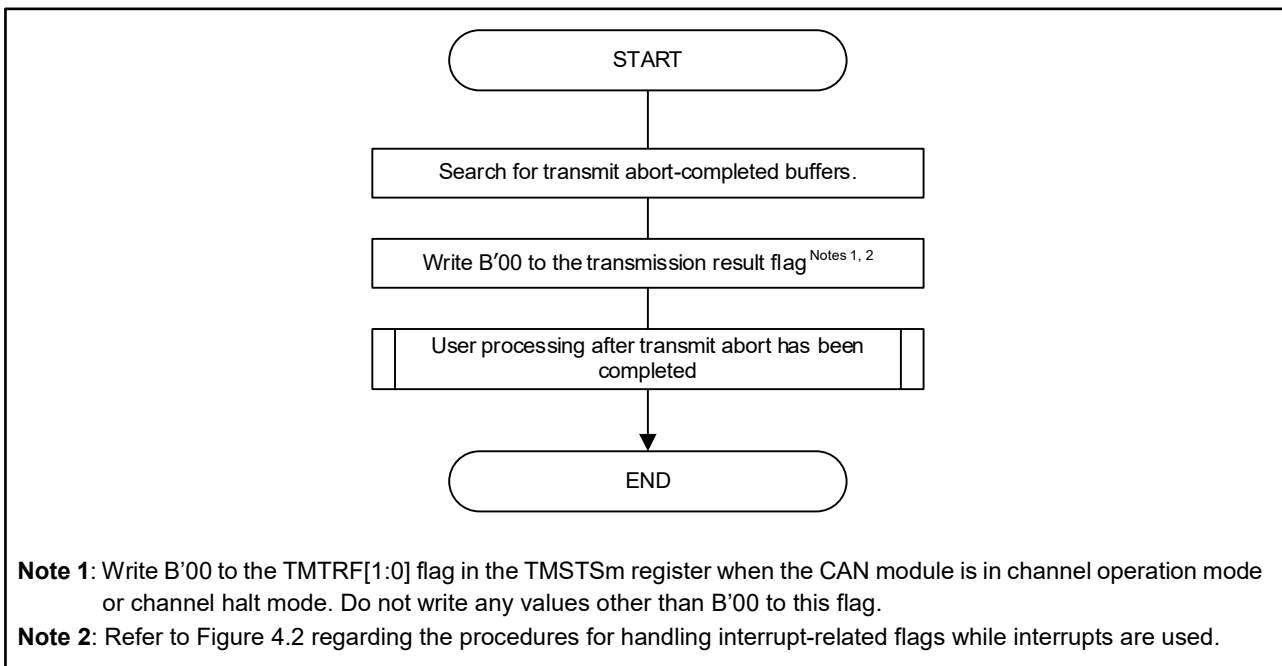 START
Search for transmit abort-completed buffers.
Write B’00 to the transmission result flag Notes 1, 2
User processing after transmit abort has been
completed
END
Note 1: Write B’00 to the TMTRF[1:0] flag in the TMSTSm register when the CAN module is in channel operation mode
or channel halt mode. Do not write any values other than B’00 to this flag.
Note 2: Refer to Figure 4.2 regarding the procedures for handling interrupt-related flags while interrupts are used.